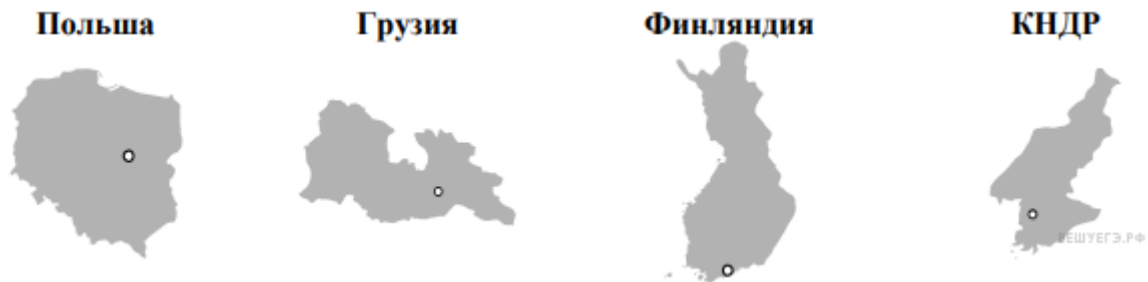 Польша
Грузия
Финляндия
КНДР
РЕШУЕГЭ.РФ